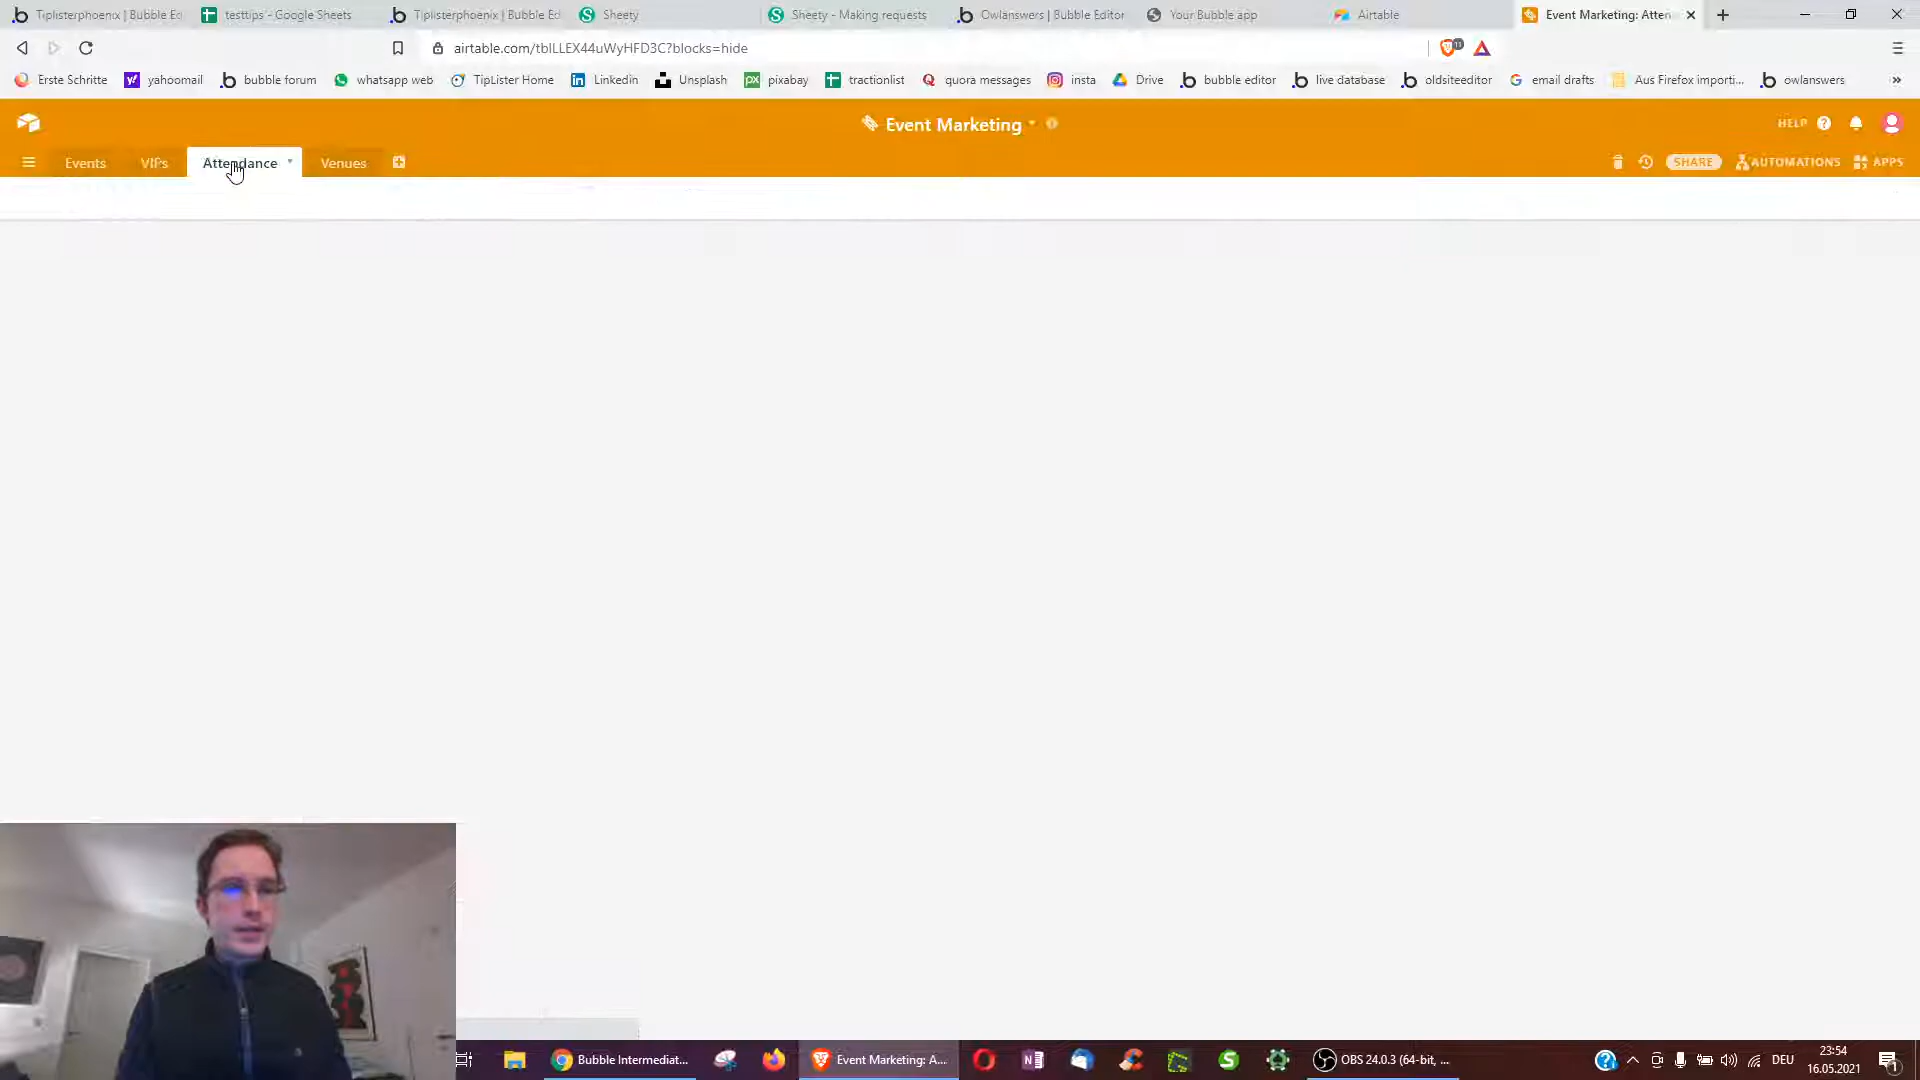 Tiplisterphoenix | Bubble Ed
testtips - Google Sheets
Tiplisterphoenix | Bubble Ed
Sheety
Sheety - Making requests
Owlanswers | Bubble Editor
Your Bubble app
Airtable
Event Marketing: Atten
airtable.com/tblLLEX44uWyHFD3C?blocks=hide
Erste Schritte
yahoomail
bubble forum
whatsapp web
TipLister Home
Linkedin
Unsplash
pixabay
tractionlist
quora messages
insta
Drive
bubble editor
live database
oldsiteeditor
email drafts
Aus Firefox importi...
owlanswers
Event Marketing
HELP
Events
VIPs
Attendance
Venues
SHARE
AUTOMATIONS
APPS
Bubble Intermediat...
Event Marketing: A...
OBS 24.0.3 (64-bit, ...
DEU
23:54
16.05.2021